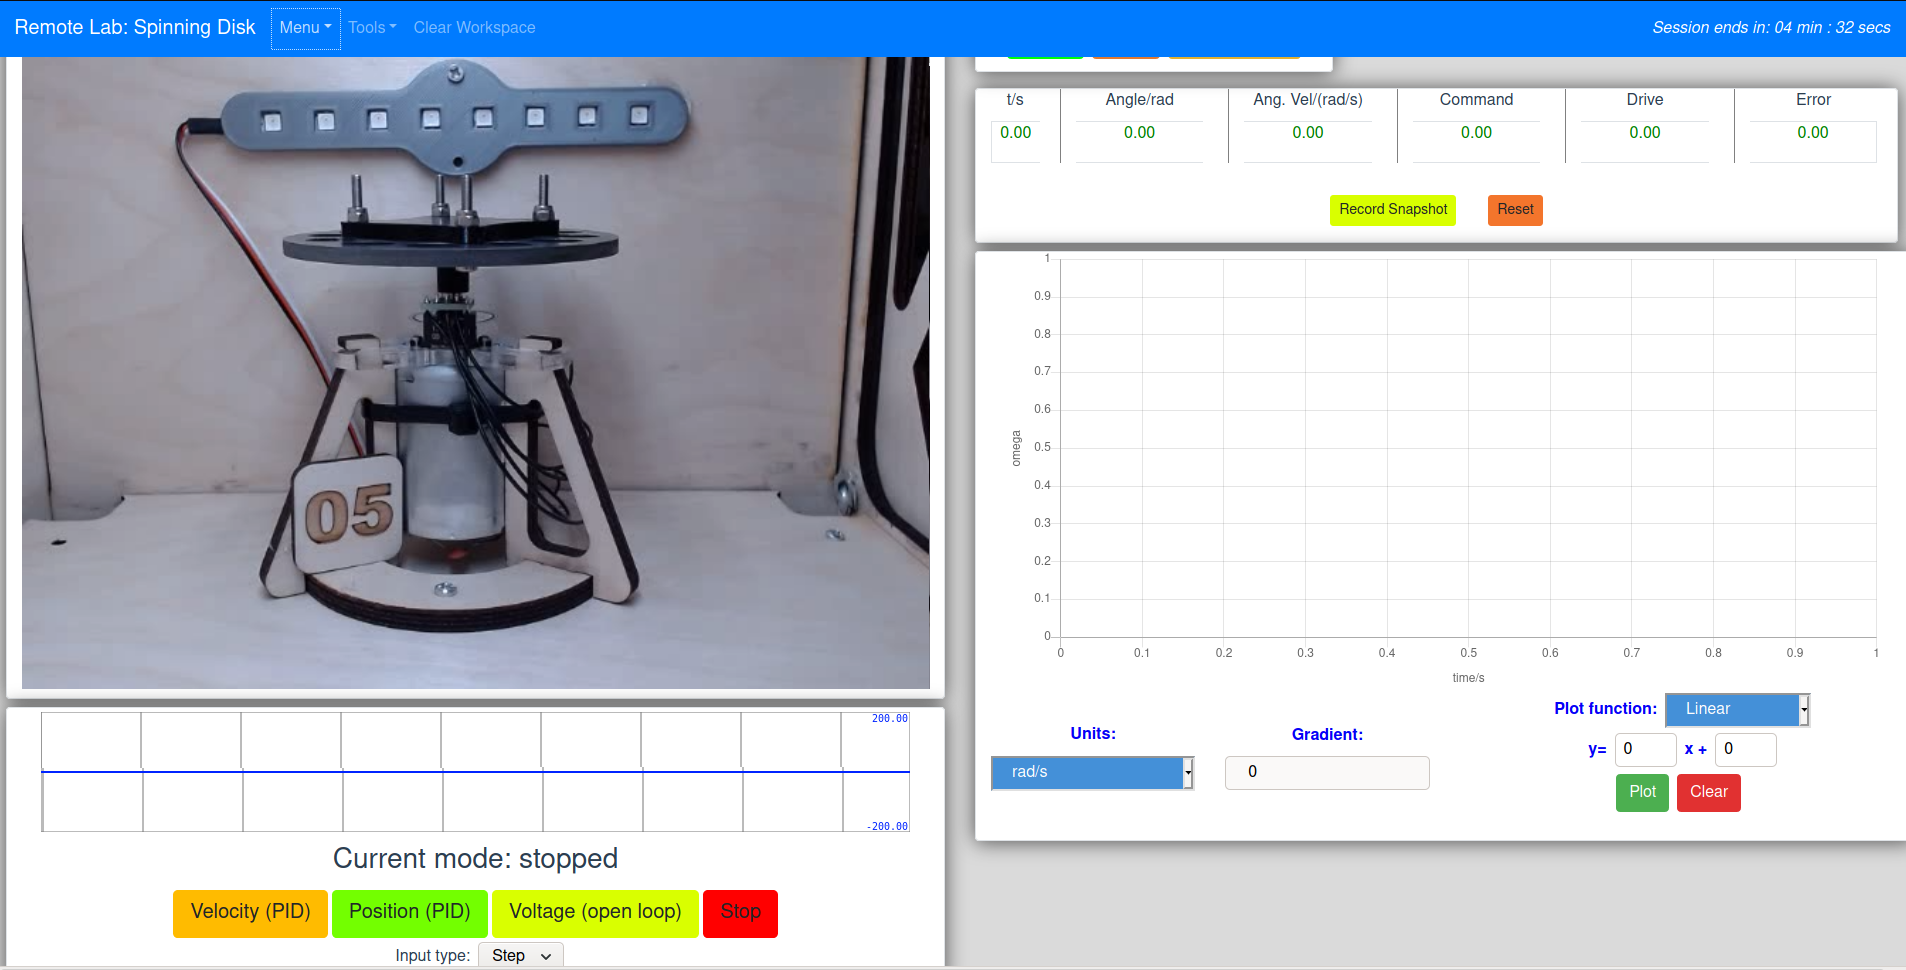 Remote Lab: Spinning Disk Menu Tools Clear Workspace Session ends in: 04 min : 32 secs
05
t/s Angle/rad Ang. Vel/(rad/s) Command Drive Error
0.00 0.00 0.00 0.00 0.00 0.00
Record Snapshot Reset
1
0.9
0.8
0.7
0.6
0.5
0.4
0.3
0.2
0.1
0
omega
0 0.1 0.2 0.3 0.4 0.5 0.6 0.7 0.8 0.9 1
time/s
Units:
rad/s
Gradient:
0
Plot function: Linear
y= 0 x + 0
Plot Clear
200.00
-200.00
Current mode: stopped
Velocity (PID) Position (PID) Voltage (open loop) Stop
Input type: Step